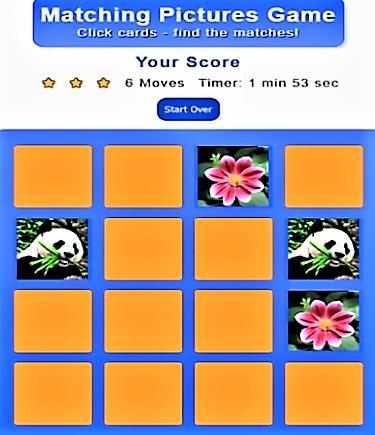 Matching Pictures Game
Click cards - find the matches!
Your Score
6 Moves Timer: 1 min 53 sec
Start Over